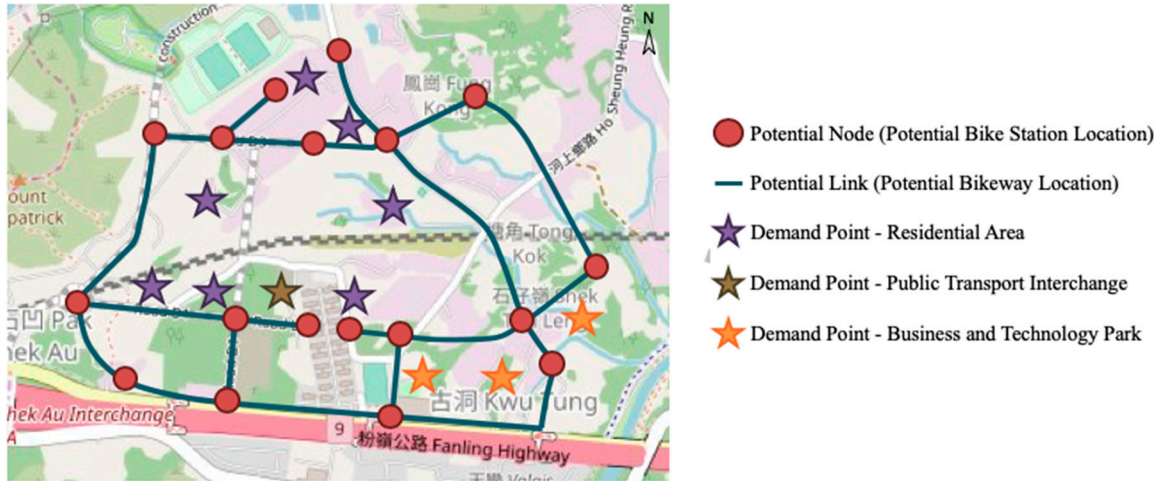 N
construction
Sheung Heung R
鳳崗 Fung
Kong
河上鄉路 Ho
ount
patrick
塘角 Tong
Kok
石仔嶺 Shek
石凹 Pak
hek Au
古洞 Kwu Tung
hek Au Interchange
9
粉嶺公路 Fanling Highway
A
Potential Node (Potential Bike Station Location)
Potential Link (Potential Bikeway Location)
Demand Point - Residential Area
Demand Point - Public Transport Interchange
Demand Point - Business and Technology Park